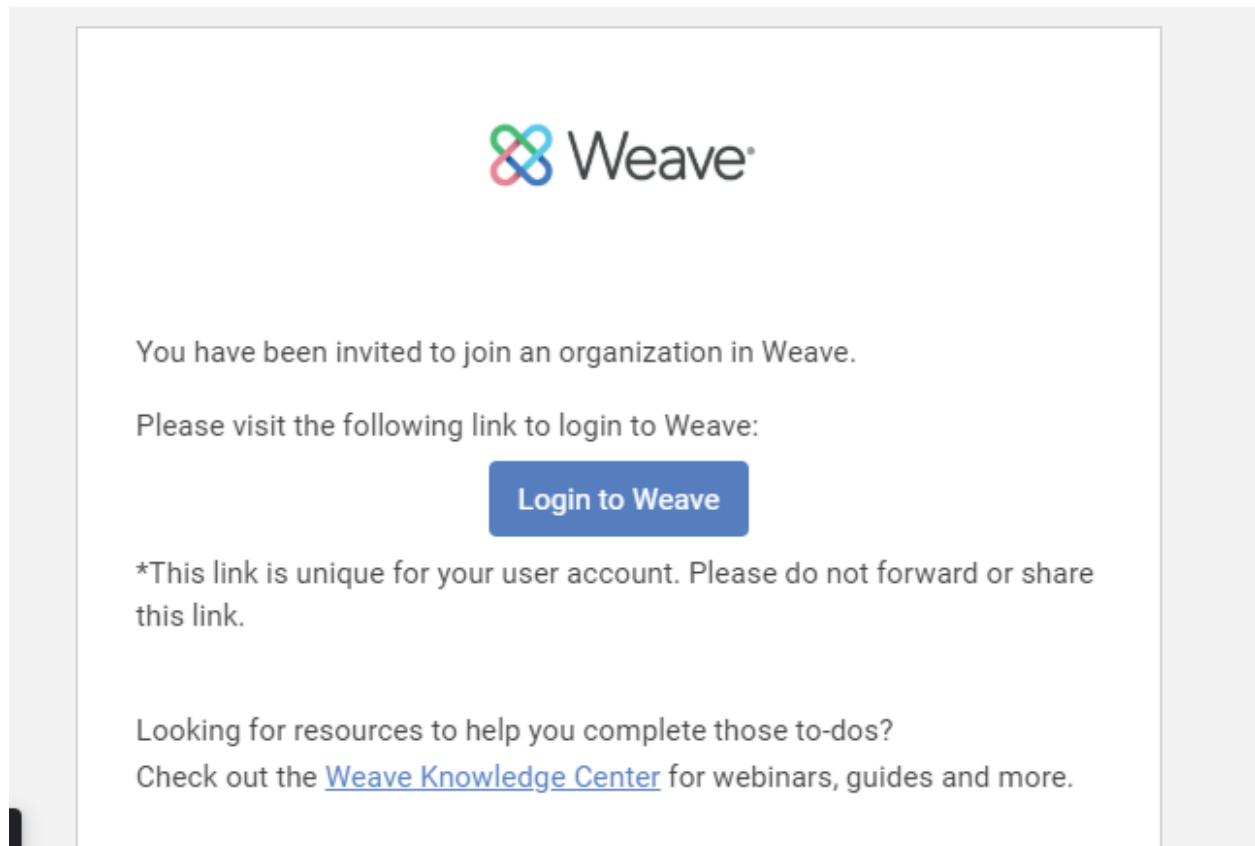 Weave
You have been invited to join an organization in Weave.
Please visit the following link to login to Weave:
Login to Weave
*This link is unique for your user account. Please do not forward or share
this link.
Looking for resources to help you complete those to-dos?
Check out the Weave Knowledge Center for webinars, guides and more.